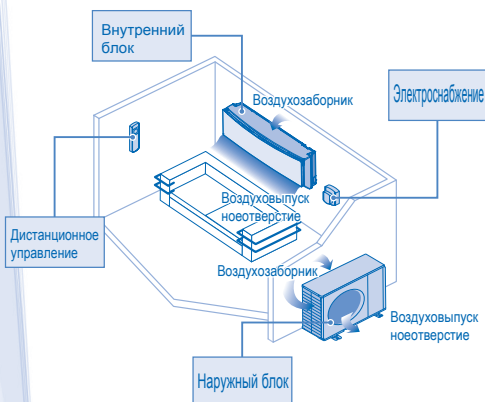 Внутренний
блок
Воздухозаборник
Электроснабжение
Воздуховыпуск
ноеотверстие
Дистанционное
управление
Воздухозаборник
Воздуховыпуск
ноеотверстие
Наружный блок